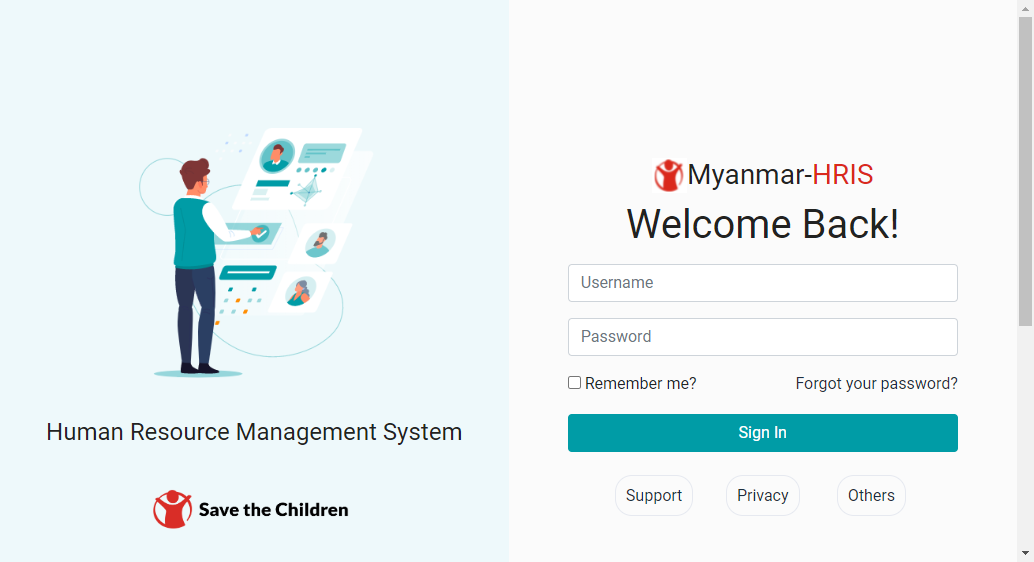 Human Resource Management System
Save the Children
Myanmar-HRIS
Welcome Back!
Username
Password
Remember me? Forgot your password?
Sign In
Support Privacy Others